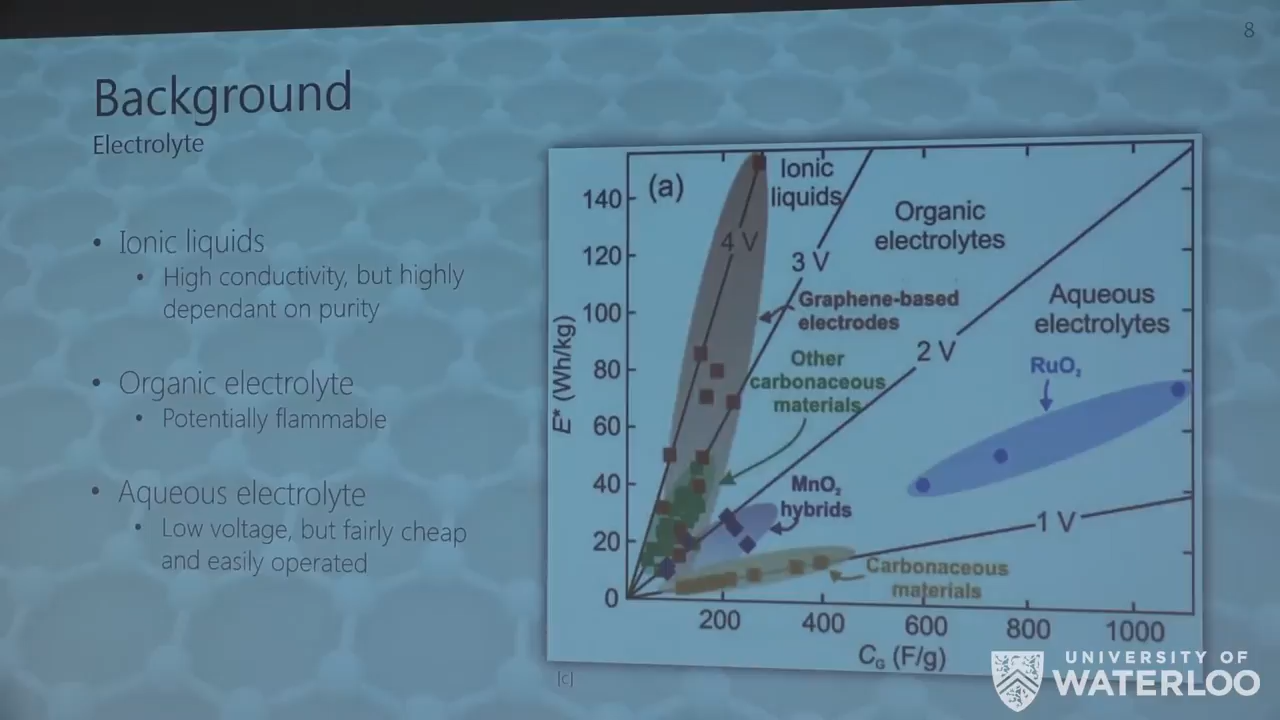 8
Background
Electrolyte
• Ionic liquids
• High conductivity, but highly
dependant on purity
• Organic electrolyte
• Potentially flammable
• Aqueous electrolyte
• Low voltage, but fairly cheap
and easily operated
(a)
Ionic
liquids
Organic
electrolytes
Aqueous
electrolytes
4 V
3 V
2 V
1 V
Graphene-based
electrodes
Other
carbonaceous
materials
RuO₂
MnO₂
hybrids
Carbonaceous
materials
E* (Wh/kg)
140
120
100
80
60
40
20
0
200
400
600
800
1000
C_G (F/g)
[c]
UNIVERSITY OF
WATERLOO